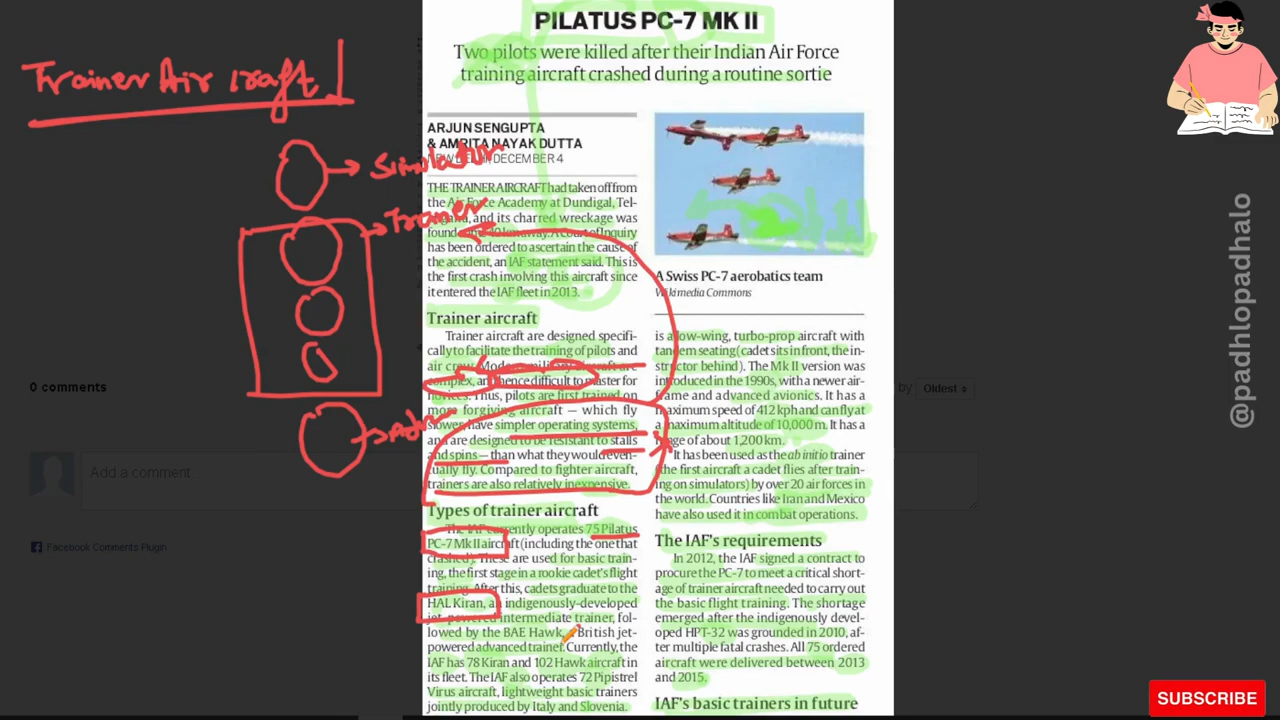 PILATUS PC-7 MK II
Two pilots were killed after their Indian Air Force
training aircraft crashed during a routine sortie
Trainer Air craft
ARJUN SENGUPTA
& AMRITA NAYAK DUTTA
NEW DELHI, DECEMBER 4
Simulator
Trainer
THE TRAINER AIRCRAFT had taken off from
the Air Force Academy at Dundigal, Tel-
and its charred wreckage was
found
A Court of Inquiry
has been ordered to ascertain the cause of
the accident, an IAF statement said. This is
the first crash involving this aircraft since
it entered the IAF fleet in 2013.
Trainer aircraft
Trainer aircraft are designed specifi-
cally to facilitate the training of pilots and
air crew. Modern military aircraft are
complex, and hence difficult to master for
novices. Thus, pilots are first trained on
more forgiving aircraft — which fly
slower, have simpler operating systems,
and are designed to be resistant to stalls
and spins — than what they would even-
tually fly. Compared to fighter aircraft,
trainers are also relatively inexpensive.
Types of trainer aircraft
The IAF currently operates 75 Pilatus
PC-7 Mk II aircraft (including the one that
crashed). These are used for basic train-
ing, the first stage in a rookie cadet's flight
training. After this, cadets graduate to the
HAL Kiran, an indigenously-developed
jet-powered intermediate trainer, fol-
lowed by the BAE Hawk, a British jet-
powered advanced trainer. Currently, the
IAF has 78 Kiran and 102 Hawk aircraft in
its fleet. The IAF also operates 72 Pipistrel
Virus aircraft, lightweight basic trainers
jointly produced by Italy and Slovenia.
A Swiss PC-7 aerobatics team
Wikimedia Commons
is a low-wing, turbo-prop aircraft with
tandem seating (cadet sits in front, the in-
structor behind). The Mk II version was
introduced in the 1990s, with a newer air-
frame and advanced avionics. It has a
maximum speed of 412 kph and can fly at
a maximum altitude of 10,000 m. It has a
range of about 1,200 km.
It has been used as the ab initio trainer
(the first aircraft a cadet flies after train-
ing on simulators) by over 20 air forces in
the world. Countries like Iran and Mexico
have also used it in combat operations.
The IAF's requirements
In 2012, the IAF signed a contract to
procure the PC-7 to meet a critical short-
age of trainer aircraft needed to carry out
the basic flight training. The shortage
emerged after the indigenously devel-
oped HPT-32 was grounded in 2010, af-
ter multiple fatal crashes. All 75 ordered
aircraft were delivered between 2013
and 2015.
IAF's basic trainers in future
0 comments
by Oldest
Add a comment
Facebook Comments Plugin
@padhlopadhalo
SUBSCRIBE